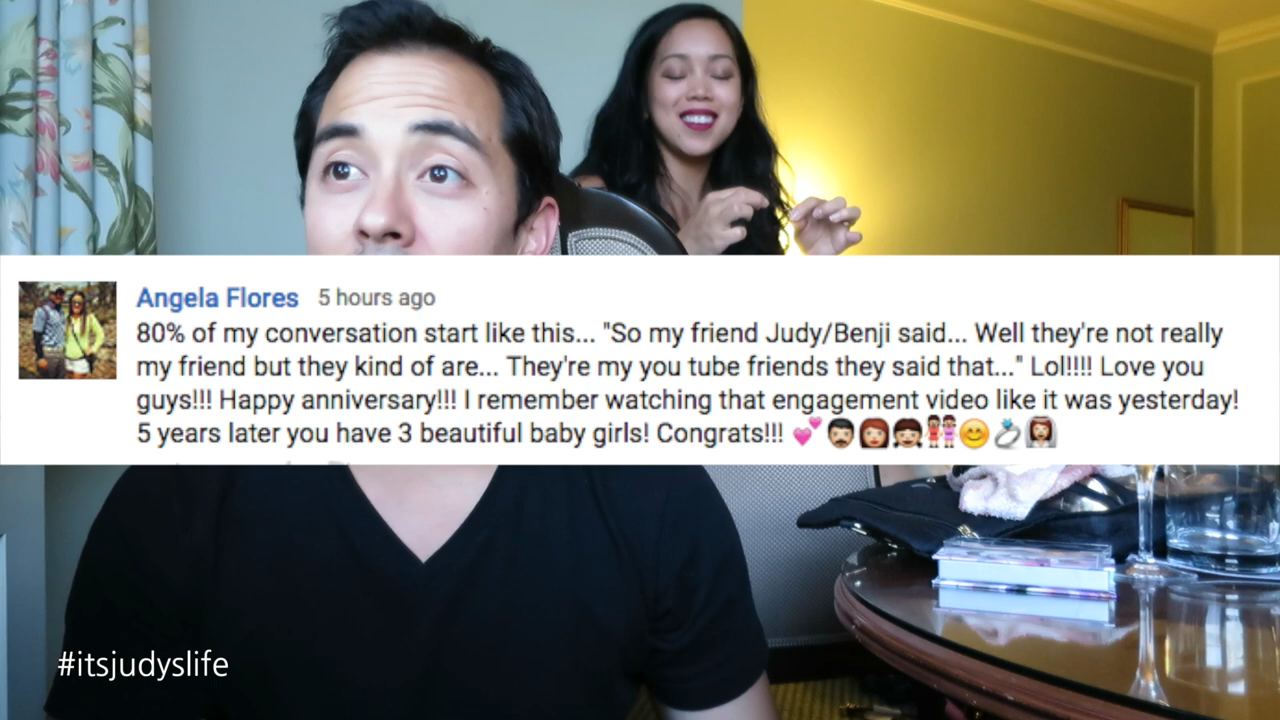 Angela Flores 5 hours ago
80% of my conversation start like this... "So my friend Judy/Benji said... Well they're not really
my friend but they kind of are... They're my you tube friends they said that..." Lol!!!! Love you
guys!!! Happy anniversary!!! I remember watching that engagement video like it was yesterday!
5 years later you have 3 beautiful baby girls! Congrats!!! 💕👨👩👧👭😊💍👰
#itsjudyslife